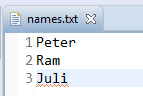 names.txt
1 Peter
2 Ram
3 Juli